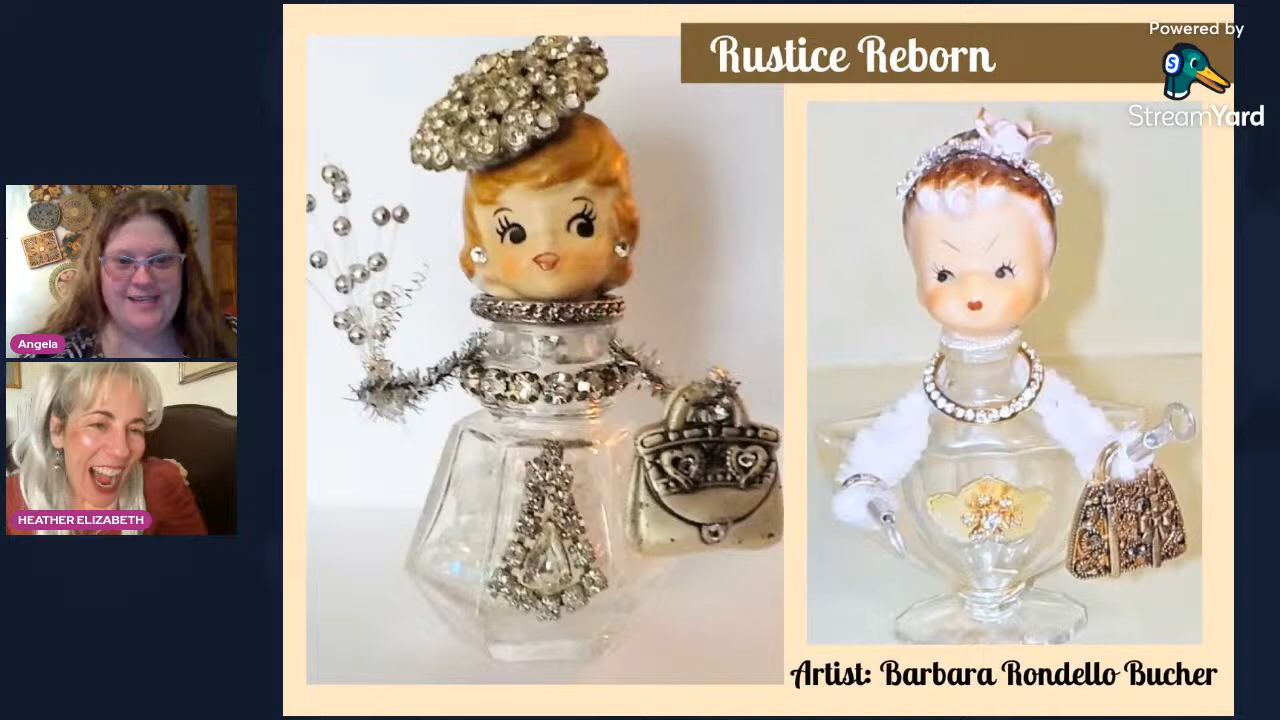 Powered by
StreamYard
Rustice Reborn
Angela
HEATHER ELIZABETH
Artist: Barbara Rondello Bucher